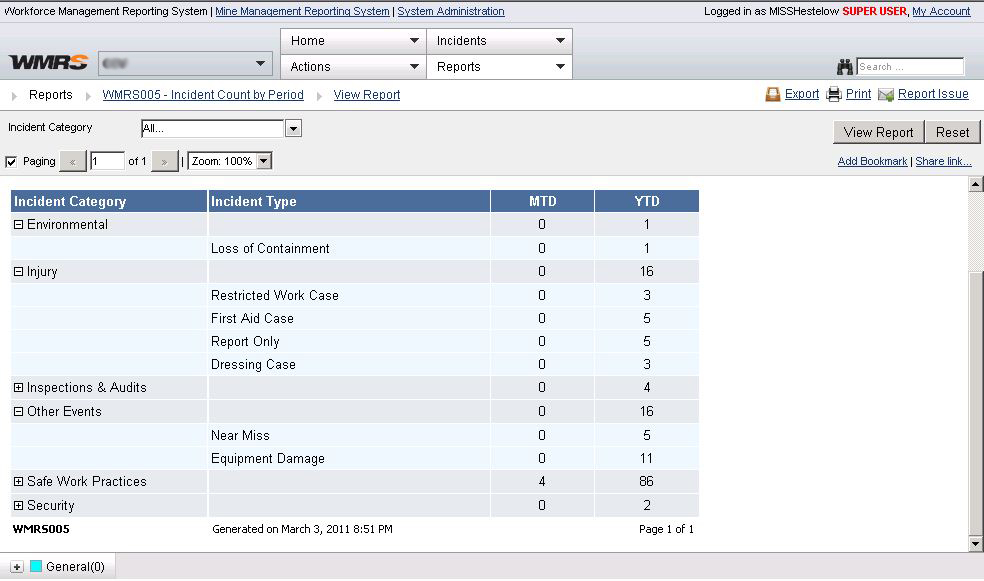 Workforce Management Reporting System | Mine Management Reporting System | System Administration Logged in as MISSHestelow SUPER USER, My Account
Home Incidents
WMRS Actions Reports Search ...
Reports WMRS005 - Incident Count by Period View Report Export Print Report Issue
Incident Category All... View Report Reset
Paging « 1 of 1 » | Zoom: 100% Add Bookmark | Share link...
Incident Category Incident Type MTD YTD
Environmental 0 1
Loss of Containment 0 1
Injury 0 16
Restricted Work Case 0 3
First Aid Case 0 5
Report Only 0 5
Dressing Case 0 3
Inspections & Audits 0 4
Other Events 0 16
Near Miss 0 5
Equipment Damage 0 11
Safe Work Practices 4 86
Security 0 2
WMRS005 Generated on March 3, 2011 8:51 PM Page 1 of 1
General(0)